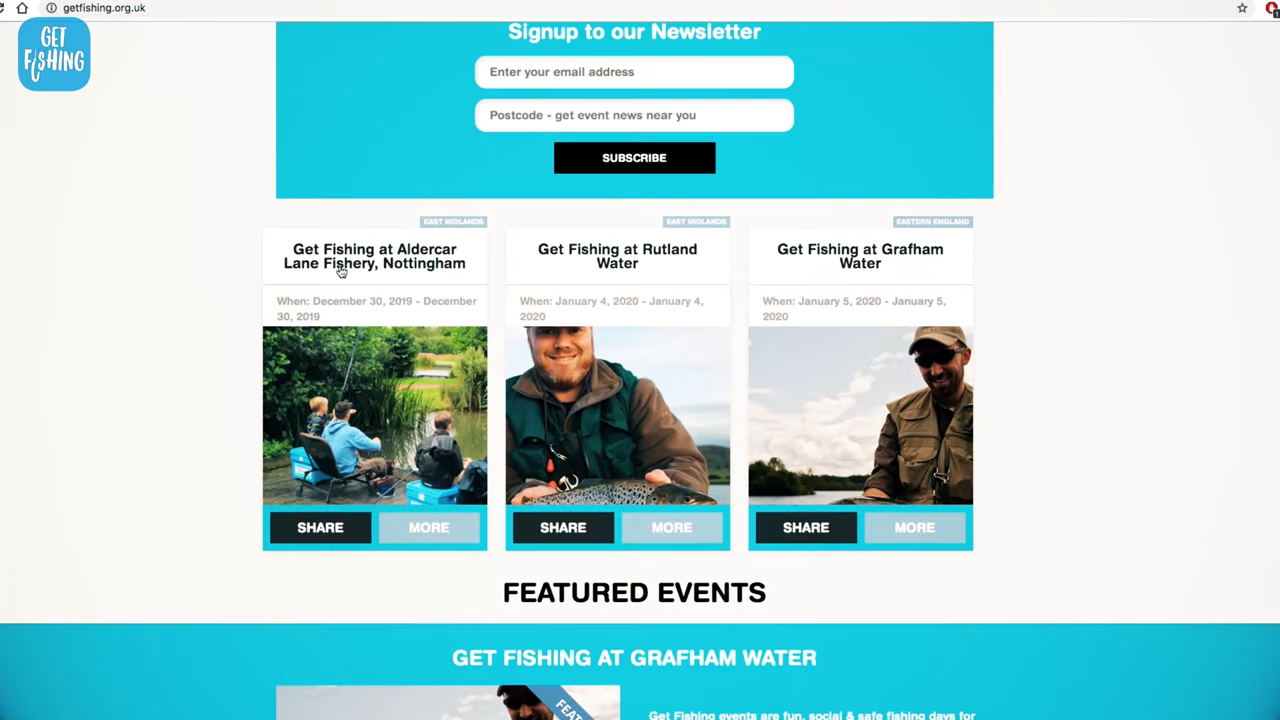 getfishing.org.uk
GET
FISHING
Signup to our Newsletter
Enter your email address
Postcode - get event news near you
SUBSCRIBE
EAST MIDLANDS
Get Fishing at Aldercar
Lane Fishery, Nottingham
When: December 30, 2019 - December
30, 2019
SHARE
MORE
EAST MIDLANDS
Get Fishing at Rutland
Water
When: January 4, 2020 - January 4,
2020
SHARE
MORE
EASTERN ENGLAND
Get Fishing at Grafham
Water
When: January 5, 2020 - January 5,
2020
SHARE
MORE
FEATURED EVENTS
GET FISHING AT GRAFHAM WATER
Get Fishing events are fun, social & safe fishing days for